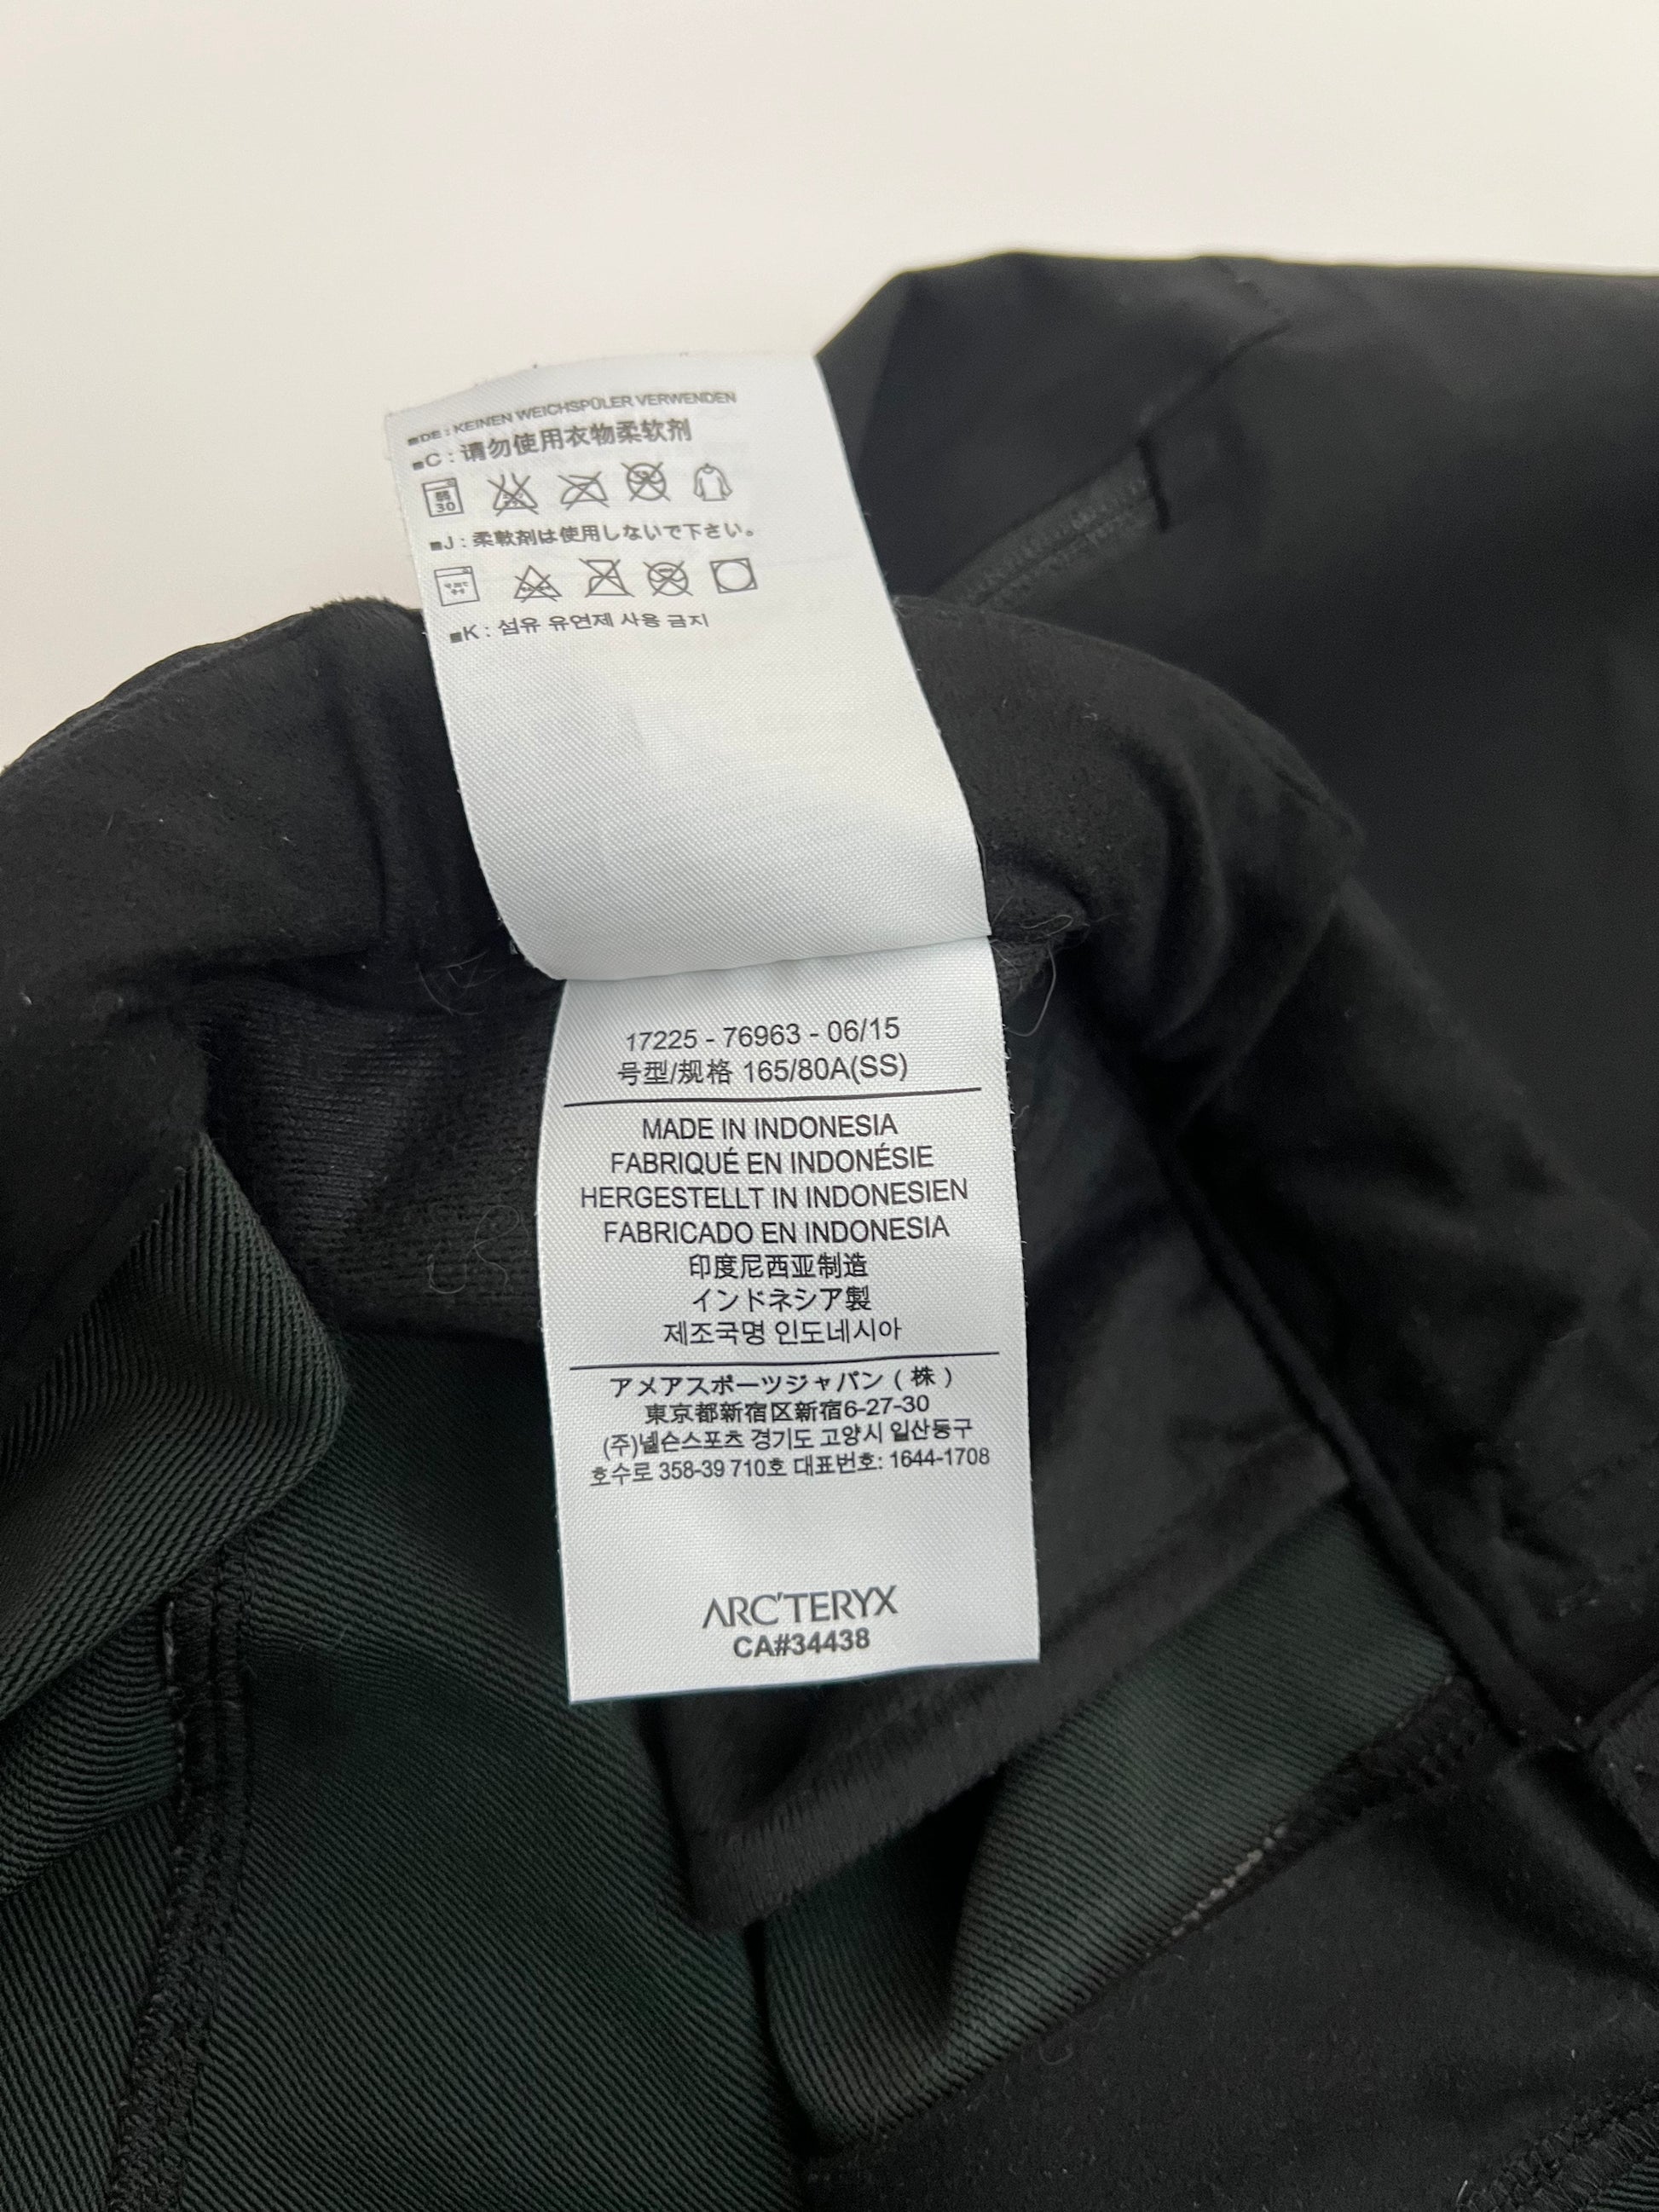 ■DE : KEINEN WEICHSPÜLER VERWENDEN
■C : 请勿使用衣物柔软剂
30
■J : 柔軟剤は使用しないで下さい。
■K : 섬유 유연제 사용 금지
17225 - 76963 - 06/15
号型/规格 165/80A(SS)
MADE IN INDONESIA
FABRIQUÉ EN INDONÉSIE
HERGESTELLT IN INDONESIEN
FABRICADO EN INDONESIA
印度尼西亚制造
インドネシア製
제조국명 인도네시아
アメアスポーツジャパン ( 株 )
東京都新宿区新宿6-27-30
(주)넬슨스포츠 경기도 고양시 일산동구
호수로 358-39 710호 대표번호: 1644-1708
ARC'TERYX
CA#34438